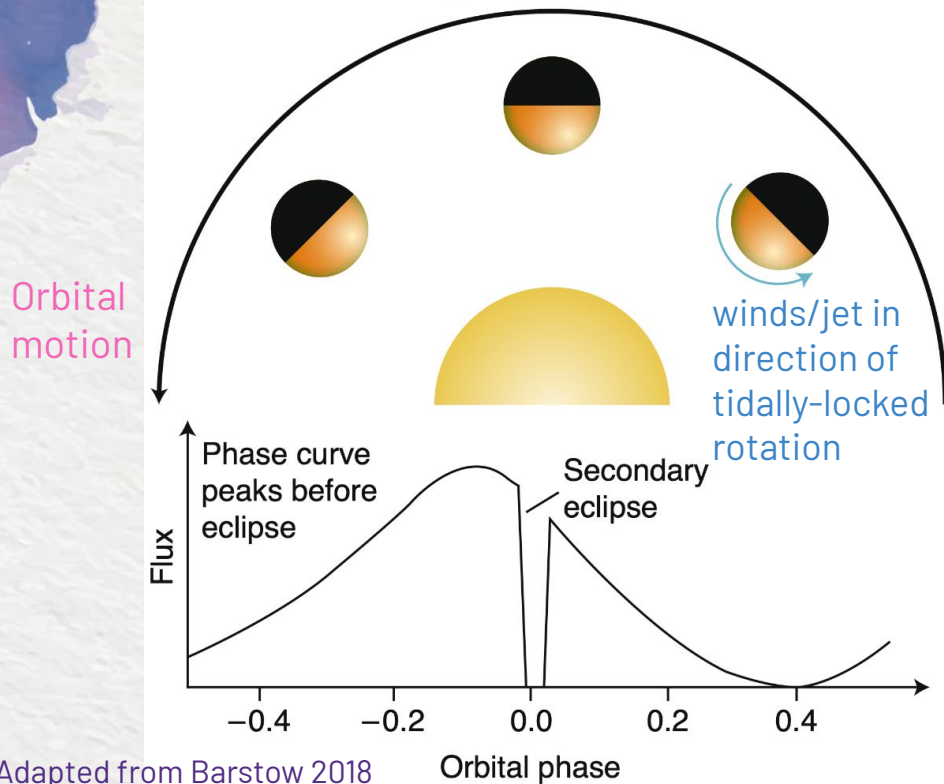 Orbital
motion
winds/jet in
direction of
tidally-locked
rotation
Phase curve
peaks before
eclipse
Secondary
eclipse
Flux
−0.4
−0.2
0.0
0.2
0.4
Orbital phase
Adapted from Barstow 2018